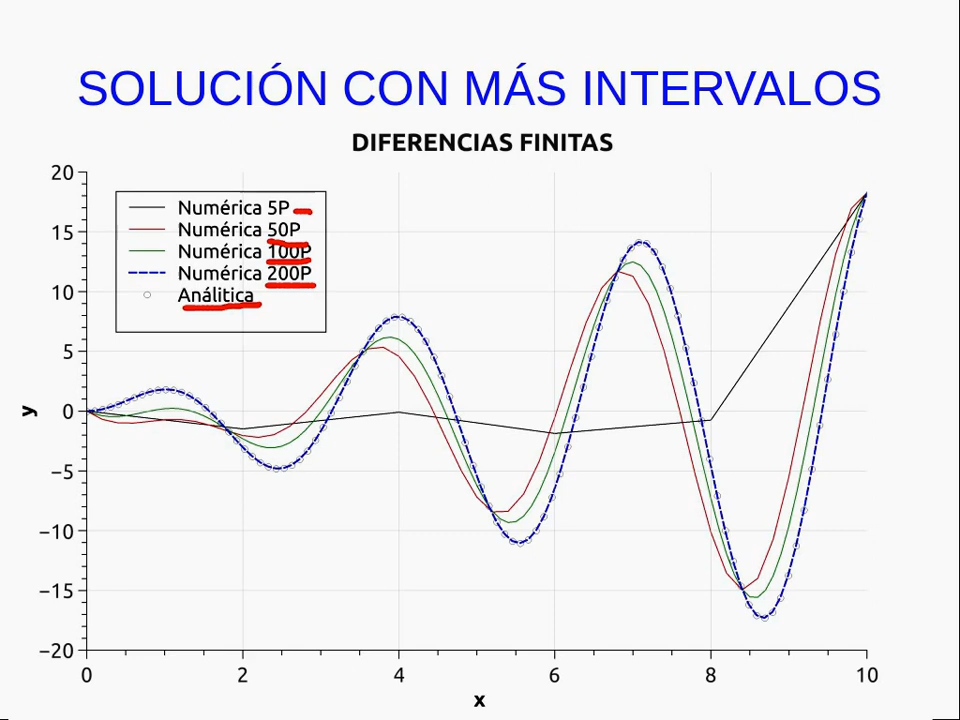 SOLUCIÓN CON MÁS INTERVALOS
DIFERENCIAS FINITAS
Numérica 5P
Numérica 50P
Numérica 100P
Numérica 200P
Análitica
20
15
10
5
0
−5
−10
−15
−20
y
0 2 4 6 8 10
x